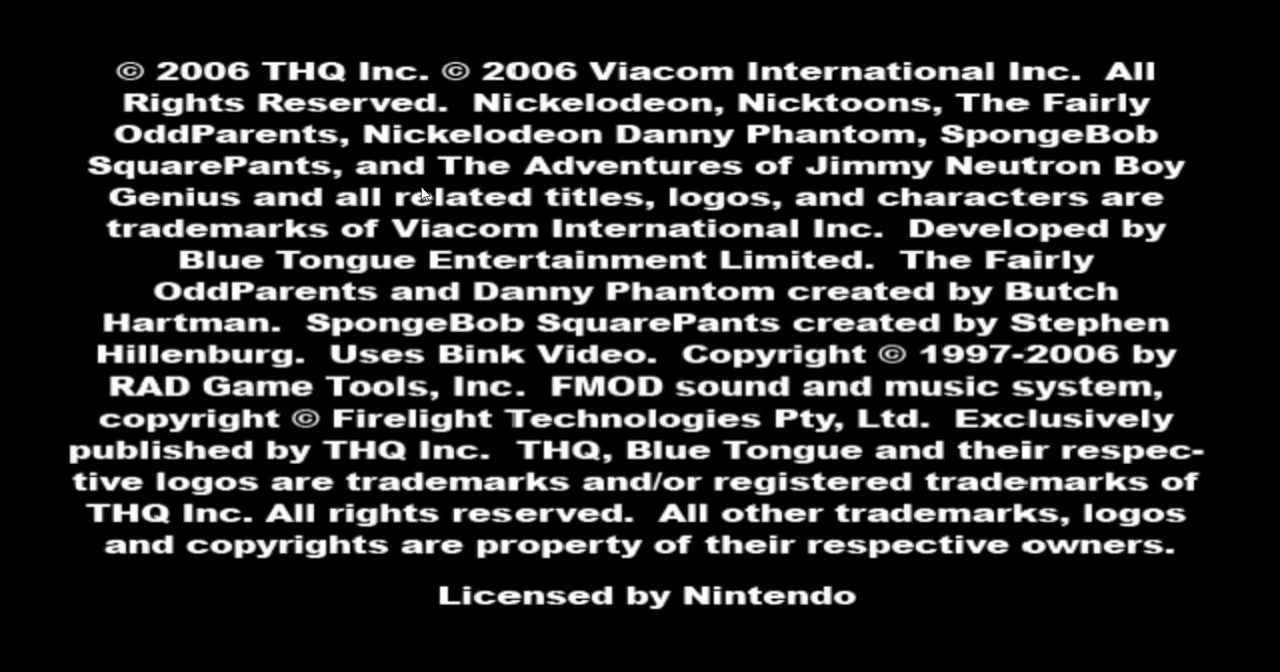 © 2006 THQ Inc. © 2006 Viacom International Inc.  All
Rights Reserved.  Nickelodeon, Nicktoons, The Fairly
OddParents, Nickelodeon Danny Phantom, SpongeBob
SquarePants, and The Adventures of Jimmy Neutron Boy
Genius and all related titles, logos, and characters are
trademarks of Viacom International Inc.  Developed by
Blue Tongue Entertainment Limited.  The Fairly
OddParents and Danny Phantom created by Butch
Hartman.  SpongeBob SquarePants created by Stephen
Hillenburg.  Uses Bink Video.  Copyright © 1997-2006 by
RAD Game Tools, Inc.  FMOD sound and music system,
copyright © Firelight Technologies Pty, Ltd.  Exclusively
published by THQ Inc.  THQ, Blue Tongue and their respec-
tive logos are trademarks and/or registered trademarks of
THQ Inc. All rights reserved.  All other trademarks, logos
and copyrights are property of their respective owners.
Licensed by Nintendo